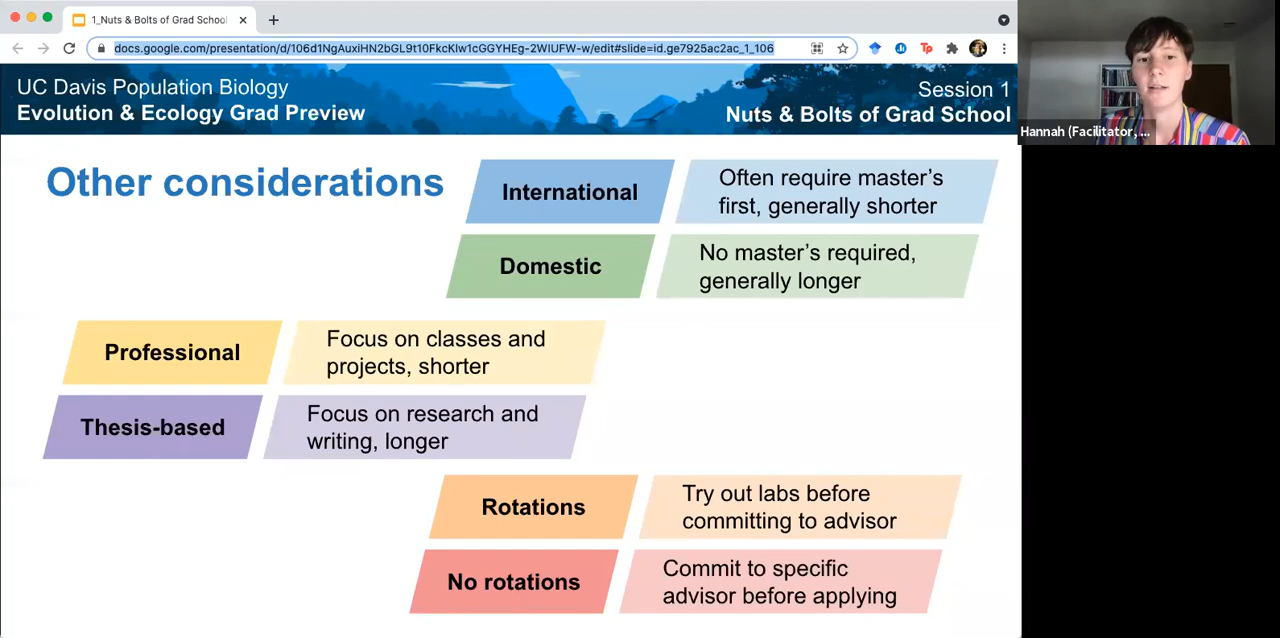 1_Nuts & Bolts of Grad School
docs.google.com/presentation/d/106d1NgAuxiHN2bGL9t10FkcKlw1cGGYHEg-2WIUFW-w/edit#slide=id.ge7925ac2ac_1_106
Tp
UC Davis Population Biology
Evolution & Ecology Grad Preview
Session 1
Nuts & Bolts of Grad School
Hannah (Facilitator, ...
Other considerations
International
Often require master's
first, generally shorter
Domestic
No master's required,
generally longer
Professional
Focus on classes and
projects, shorter
Thesis-based
Focus on research and
writing, longer
Rotations
Try out labs before
committing to advisor
No rotations
Commit to specific
advisor before applying